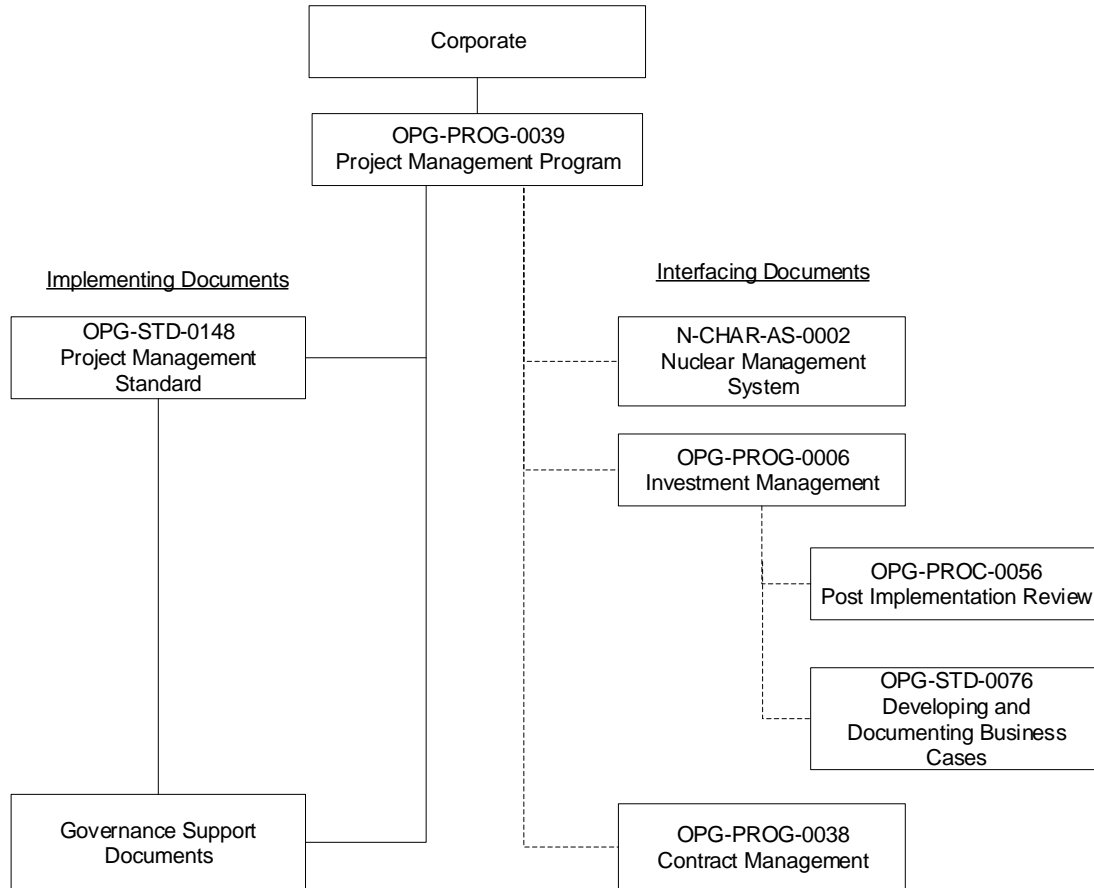 Corporate
OPG-PROG-0039
Project Management Program
Implementing Documents
Interfacing Documents
OPG-STD-0148
Project Management
Standard
N-CHAR-AS-0002
Nuclear Management
System
OPG-PROG-0006
Investment Management
OPG-PROC-0056
Post Implementation Review
OPG-STD-0076
Developing and
Documenting Business
Cases
Governance Support
Documents
OPG-PROG-0038
Contract Management